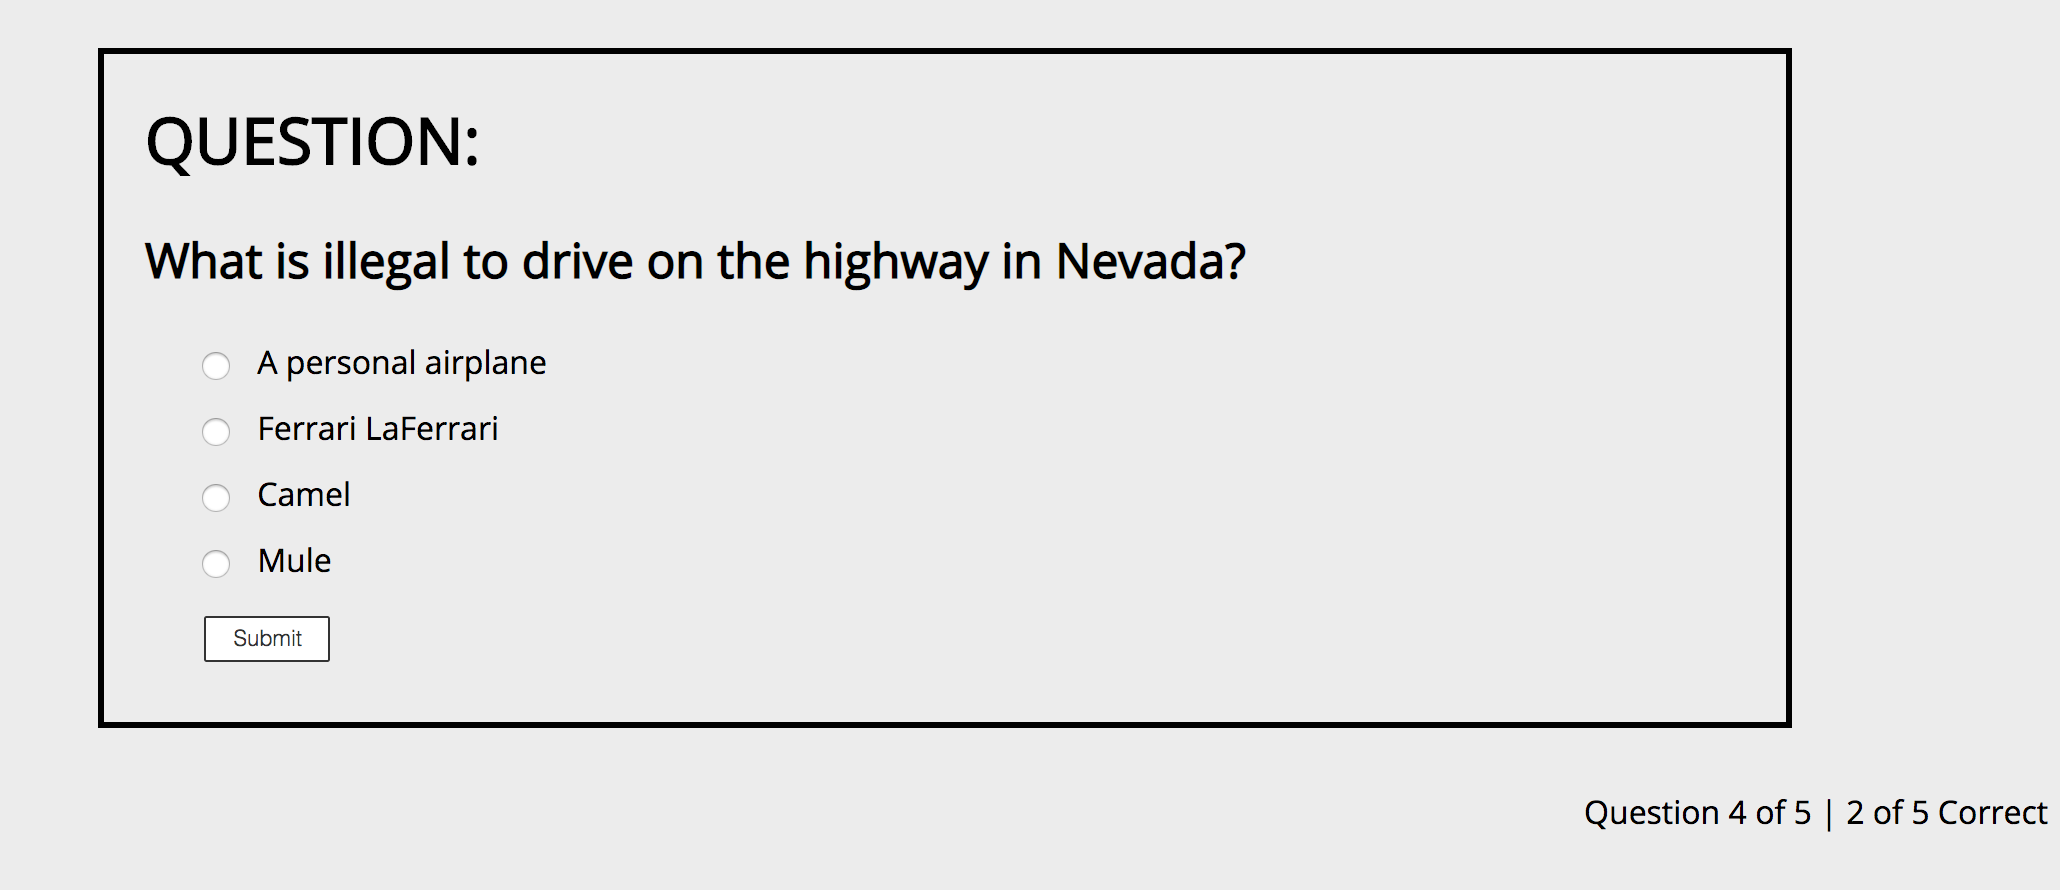 QUESTION:
What is illegal to drive on the highway in Nevada?
A personal airplane
Ferrari LaFerrari
Camel
Mule
Submit
Question 4 of 5 | 2 of 5 Correct